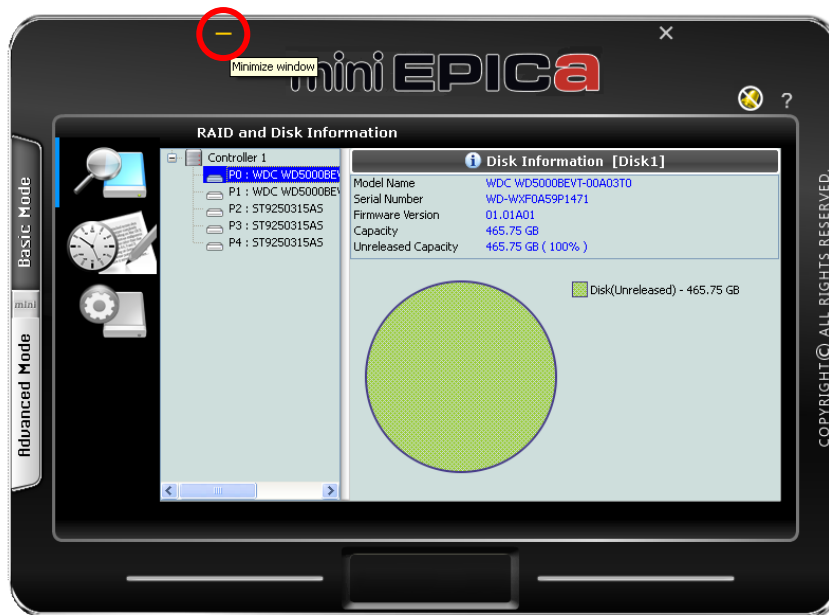 Minimize window
mini EPICa
?
RAID and Disk Information
Basic Mode
mini
Advanced Mode
Controller 1
P0 : WDC WD5000BEV
P1 : WDC WD5000BEV
P2 : ST9250315AS
P3 : ST9250315AS
P4 : ST9250315AS
Disk Information [Disk1]
Model Name WDC WD5000BEVT-00A03T0
Serial Number WD-WXF0A59P1471
Firmware Version 01.01A01
Capacity 465.75 GB
Unreleased Capacity 465.75 GB ( 100% )
Disk(Unreleased) - 465.75 GB
COPYRIGHT© ALL RIGHTS RESERVED.